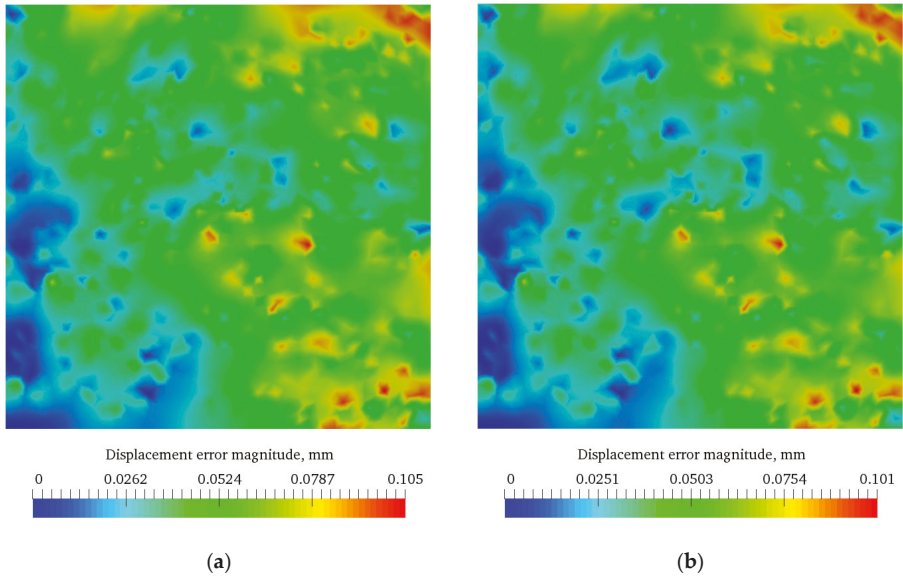 Displacement error magnitude, mm
0 0.0262 0.0524 0.0787 0.105
(a)
Displacement error magnitude, mm
0 0.0251 0.0503 0.0754 0.101
(b)